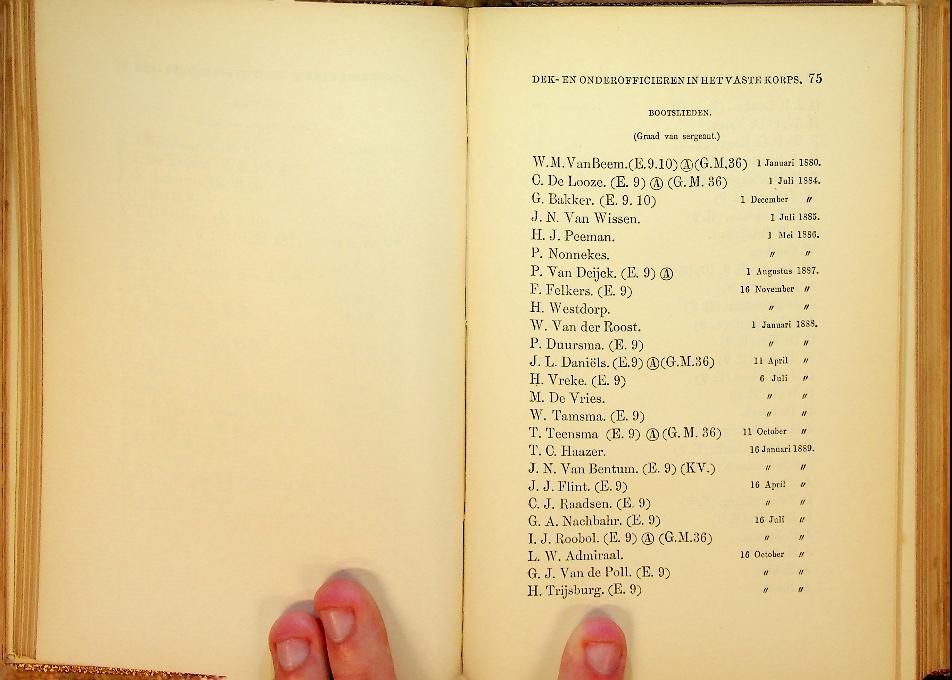 DEK- EN ONDEROFFICIEREN IN HET VASTE KORPS. 75
BOOTSLIEDEN.
(Graad van sergeant.)
W. M. Van Beem. (E. 9. 10) Ⓐ (G. M. 36) 1 Januari 1880.
C. De Looze. (E. 9) Ⓐ (G. M. 36) 1 Juli 1884.
G. Bakker. (E. 9. 10) 1 December 〃
J. N. Van Wissen. 1 Juli 1885.
H. J. Peeman. 1 Mei 1886.
P. Nonnekes. 〃 〃
P. Van Deijck. (E. 9) Ⓐ 1 Augustus 1887.
F. Felkers. (E. 9) 16 November 〃
H. Westdorp. 〃 〃
W. Van der Roost. 1 Januari 1888.
P. Duursma. (E. 9) 〃 〃
J. L. Daniëls. (E. 9) Ⓐ (G. M. 36) 11 April 〃
H. Vreke. (E. 9) 6 Juli 〃
M. De Vries. 〃 〃
W. Tamsma. (E. 9) 〃 〃
T. Teensma (E. 9) Ⓐ (G. M. 36) 11 October 〃
T. C. Haazer. 16 Januari 1889.
J. N. Van Bentum. (E. 9) (KV.) 〃 〃
J. J. Flint. (E. 9) 16 April 〃
C. J. Raadsen. (E. 9) 〃 〃
G. A. Nachbahr. (E. 9) 16 Juli 〃
I. J. Roobol. (E. 9) Ⓐ (G. M. 36) 〃 〃
L. W. Admiraal. 16 October 〃
G. J. Van de Poll. (E. 9) 〃 〃
H. Trijsburg. (E. 9) 〃 〃